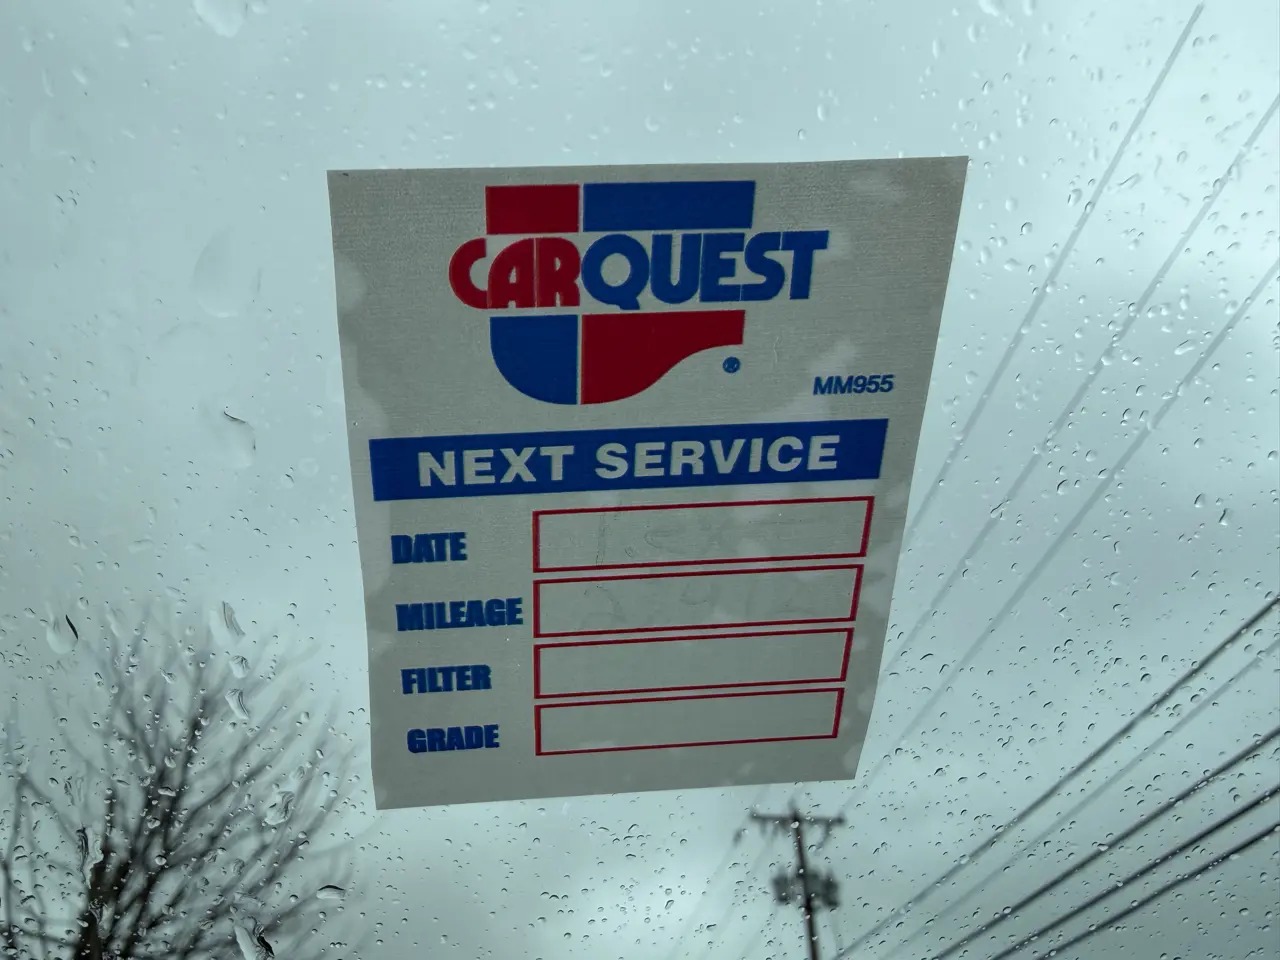 CARQUEST
®
MM955
NEXT SERVICE
DATE
MILEAGE
FILTER
GRADE